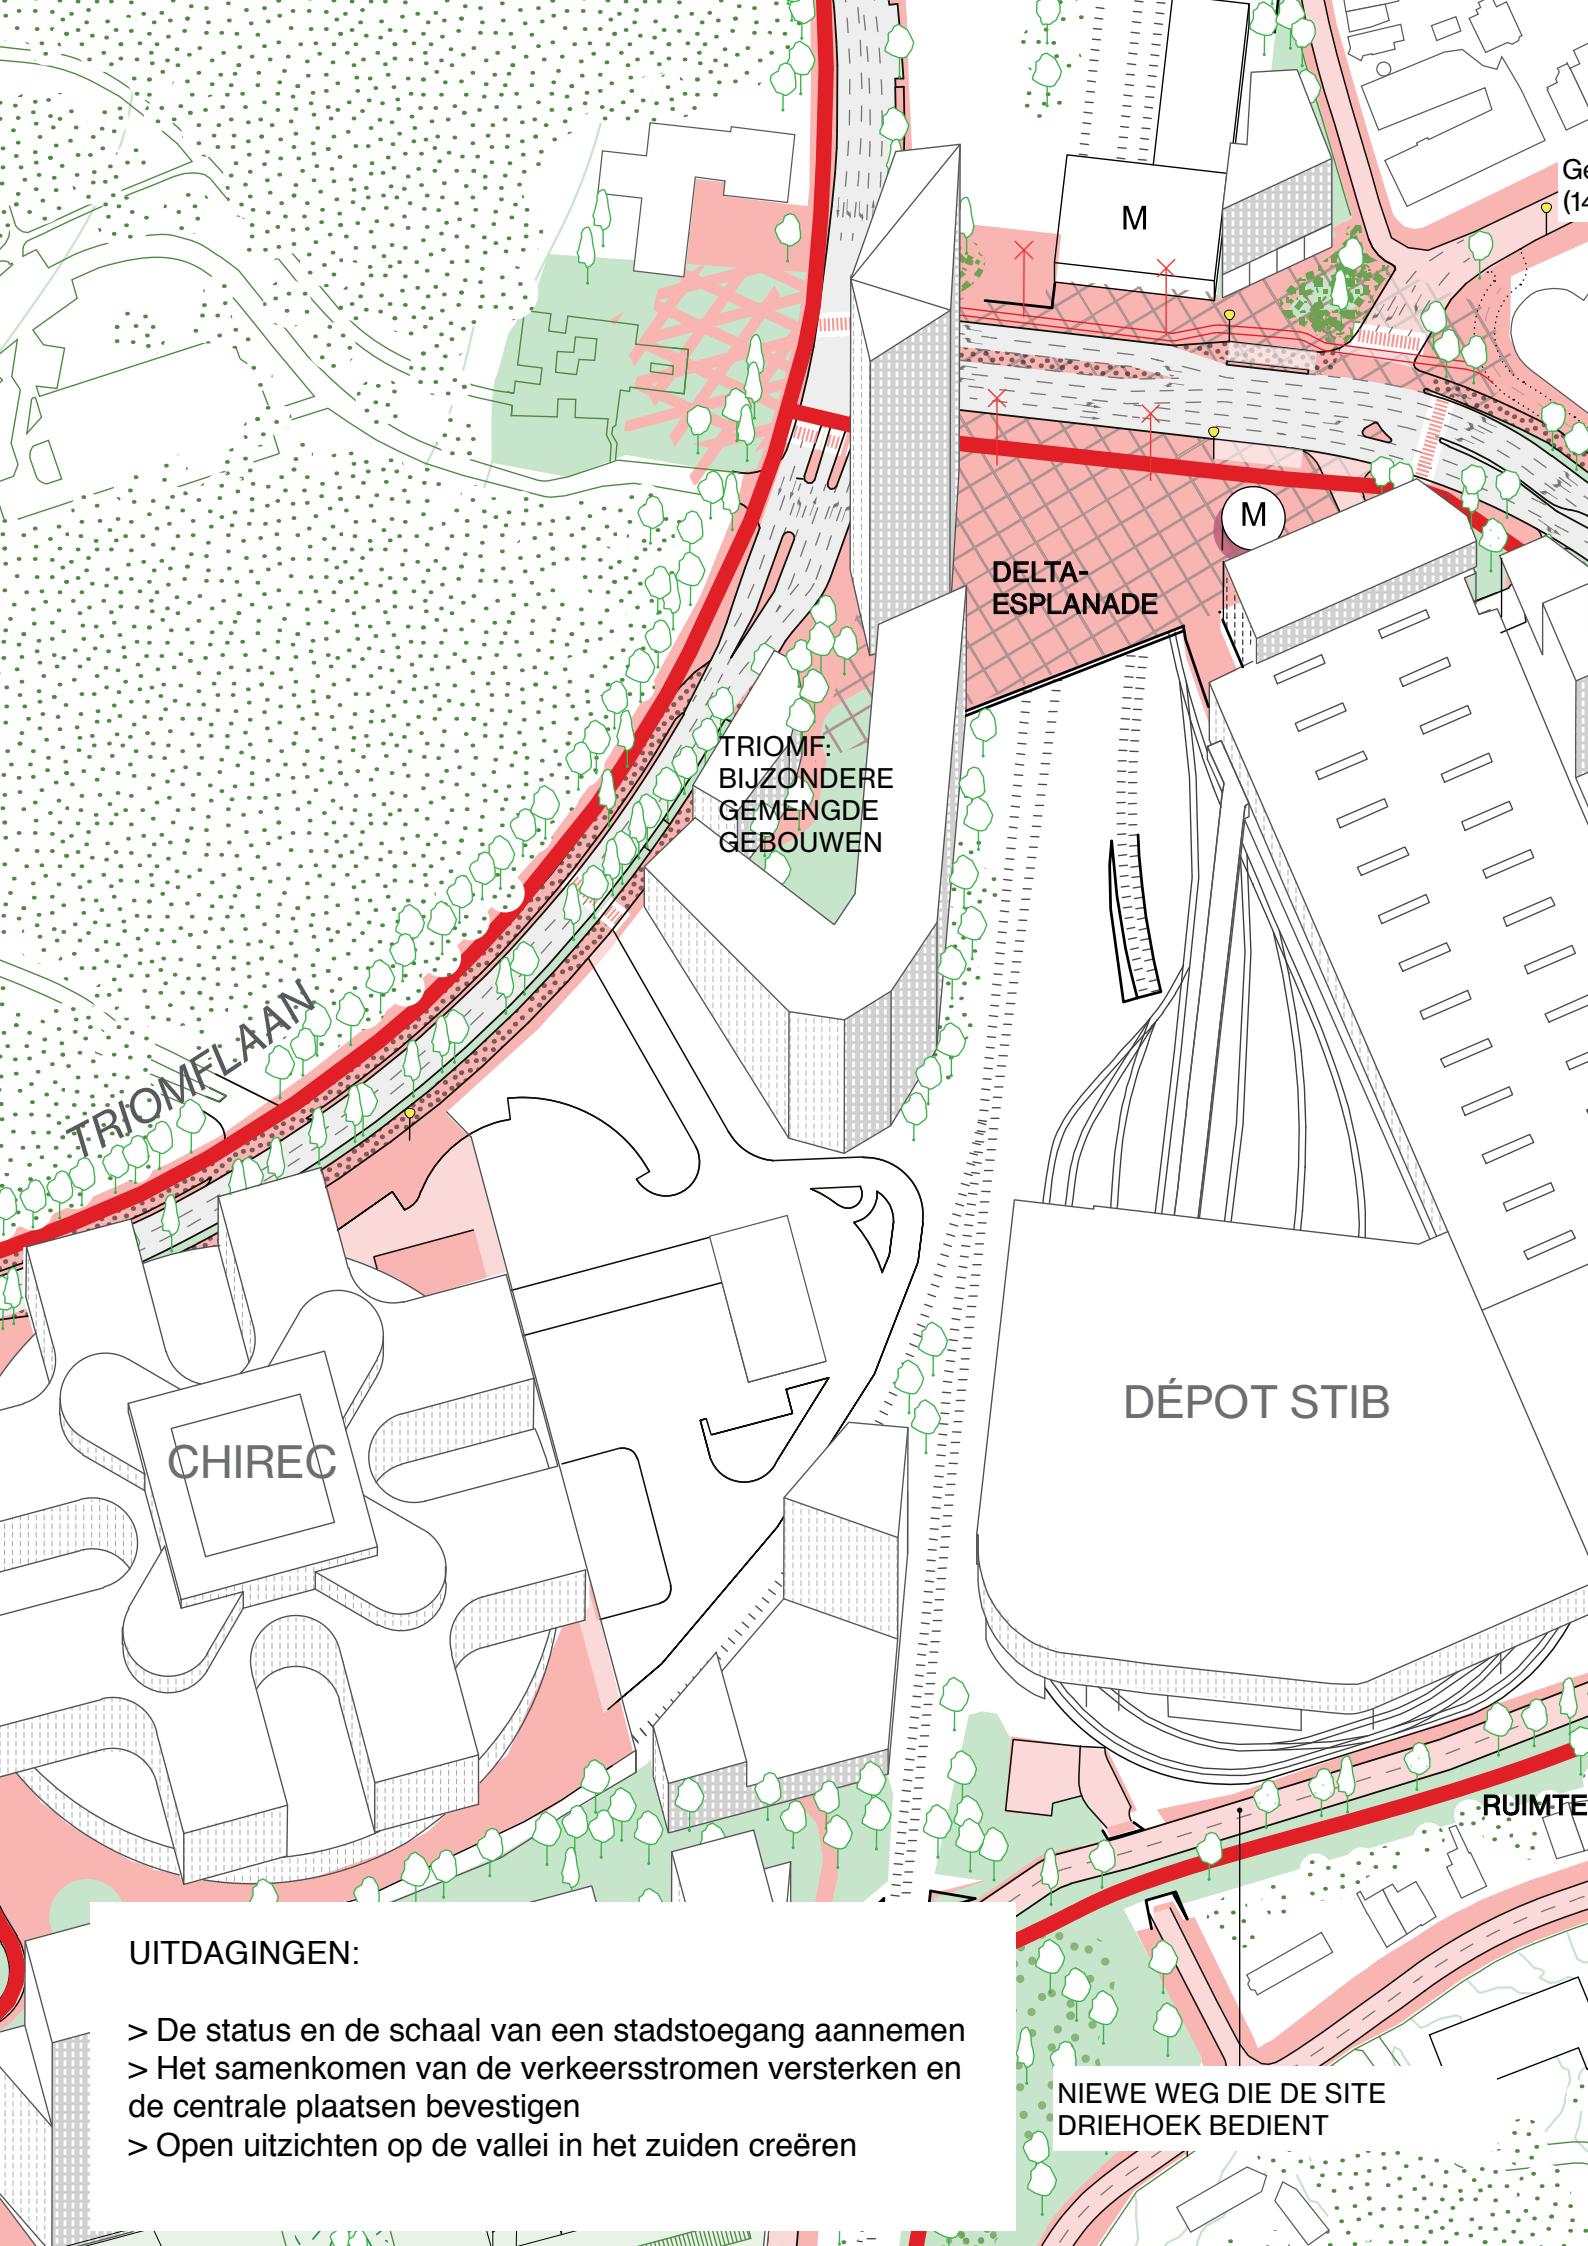 M
Ge
(14
M
DELTA-
ESPLANADE
TRIOMF:
BIJZONDERE
GEMENGDE
GEBOUWEN
TRIOMFLAAN
DÉPOT STIB
CHIREC
RUIMTE
UITDAGINGEN:
> De status en de schaal van een stadstoegang aannemen
> Het samenkomen van de verkeersstromen versterken en
de centrale plaatsen bevestigen
> Open uitzichten op de vallei in het zuiden creëren
NIEWE WEG DIE DE SITE
DRIEHOEK BEDIENT